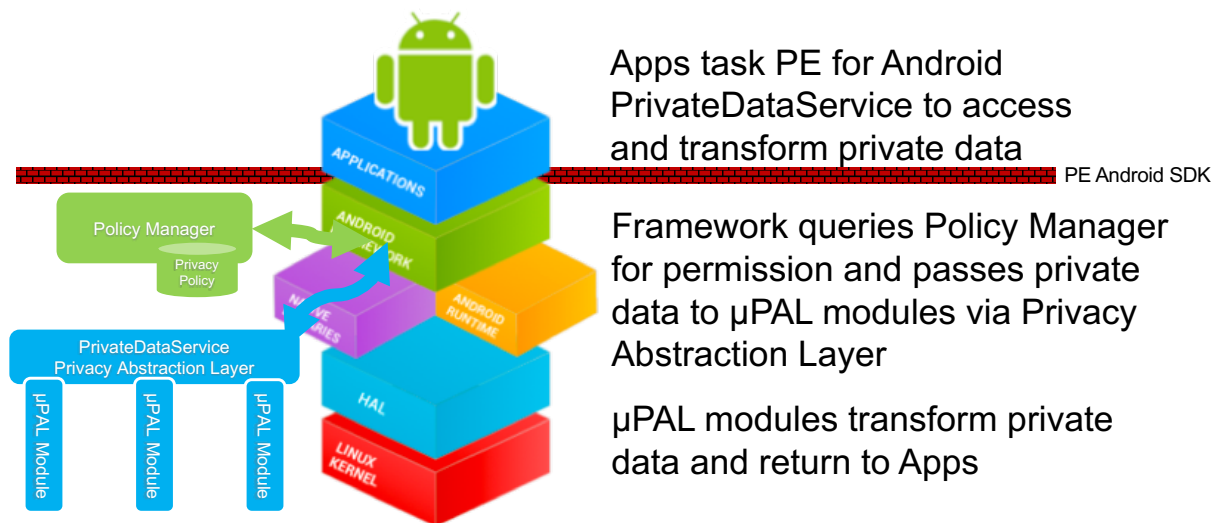 Apps task PE for Android
PrivateDataService to access
and transform private data
APPLICATIONS
PE Android SDK
Policy Manager
Privacy
Policy
ANDROID
Framework queries Policy Manager
for permission and passes private
data to µPAL modules via Privacy
Abstraction Layer
ANDROID
RUNTIME
PrivateDataService
Privacy Abstraction Layer
µPAL Module
µPAL Module
µPAL Module
HAL
µPAL modules transform private
data and return to Apps
LINUX
KERNEL